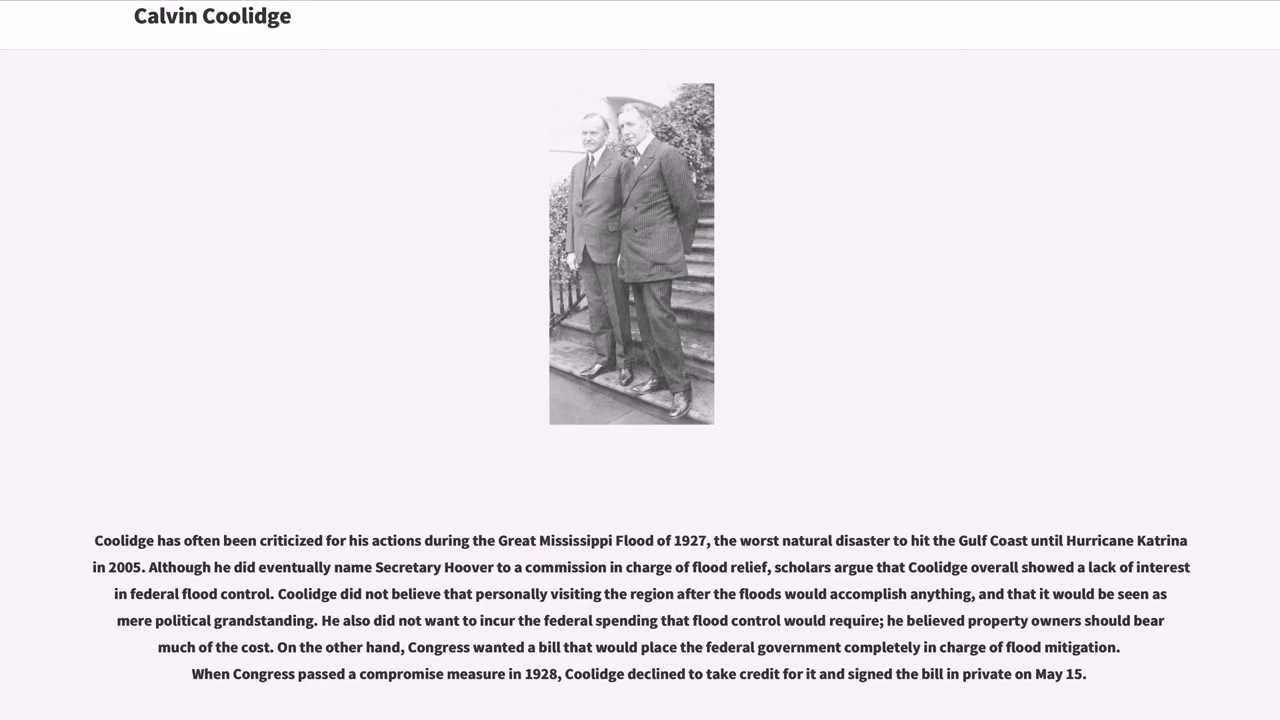 Calvin Coolidge
Coolidge has often been criticized for his actions during the Great Mississippi Flood of 1927, the worst natural disaster to hit the Gulf Coast until Hurricane Katrina
in 2005. Although he did eventually name Secretary Hoover to a commission in charge of flood relief, scholars argue that Coolidge overall showed a lack of interest
in federal flood control. Coolidge did not believe that personally visiting the region after the floods would accomplish anything, and that it would be seen as
mere political grandstanding. He also did not want to incur the federal spending that flood control would require; he believed property owners should bear
much of the cost. On the other hand, Congress wanted a bill that would place the federal government completely in charge of flood mitigation.
When Congress passed a compromise measure in 1928, Coolidge declined to take credit for it and signed the bill in private on May 15.